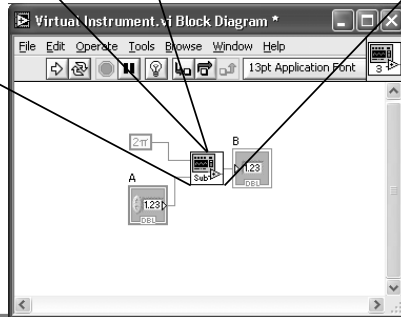 Virtual Instrument.vi Block Diagram *
File Edit Operate Tools Browse Window Help
13pt Application Font
3
2π
B
Sub
1.23
DBL
A
1.23
DBL